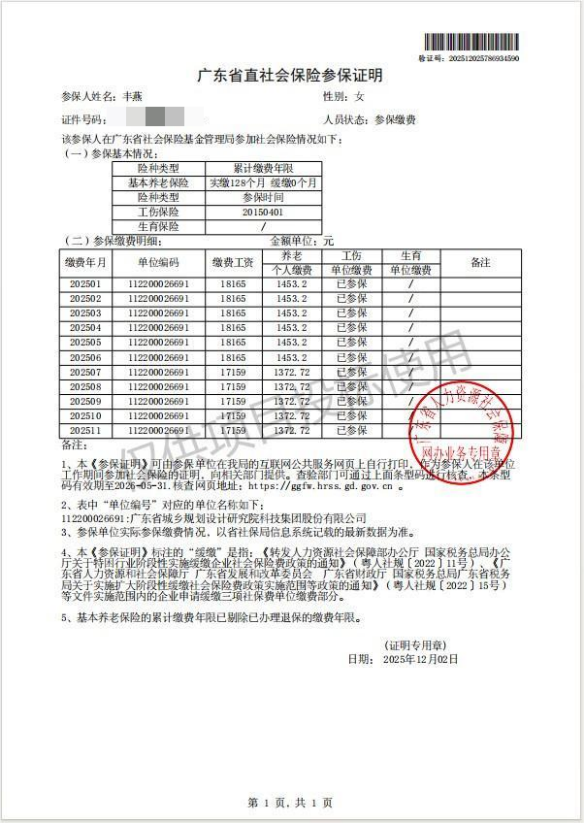 验证号: 202512025786934590
广东省直社会保险参保证明
参保人姓名: 丰燕 性别: 女
证件号码: 人员状态: 参保缴费
该参保人在广东省社会保险基金管理局参加社会保险情况如下:
(一) 参保基本情况:
险种类型 累计缴费年限
基本养老保险 实缴128个月 缓缴0个月
险种类型 参保时间
工伤保险 20150401
生育保险 /
(二) 参保缴费明细: 金额单位: 元
缴费年月 单位编码 缴费工资 养老 工伤 生育 备注
个人缴费 单位缴费 单位缴费
202501 112200026691 18165 1453.2 已参保 /
202502 112200026691 18165 1453.2 已参保 /
202503 112200026691 18165 1453.2 已参保 /
202504 112200026691 18165 1453.2 已参保 /
202505 112200026691 18165 1453.2 已参保 /
202506 112200026691 18165 1453.2 已参保 /
202507 112200026691 17159 1372.72 已参保 /
202508 112200026691 17159 1372.72 已参保 /
202509 112200026691 17159 1372.72 已参保 /
202510 112200026691 17159 1372.72 已参保 /
202511 112200026691 17159 1372.72 已参保 /
仅供项目投标使用
广东省人力资源社会保障
网办业务专用章
备注:
1、本《参保证明》可由参保单位在我局的互联网公共服务网页上自行打印, 作为参保人在该单位
工作期间参加社会保险的证明, 向相关部门提供。查验部门可通过上面条型码进行核查, 本条型
码有效期至2026-05-31.核查网页地址: https://ggfw.hrss.gd.gov.cn 。
2、表中“单位编号”对应的单位名称如下:
112200026691:广东省城乡规划设计研究院科技集团股份有限公司
3、参保单位实际参保缴费情况, 以省社保局信息系统记载的最新数据为准。
4、本《参保证明》标注的“缓缴”是指: 《转发人力资源社会保障部办公厅 国家税务总局办公
厅关于特困行业阶段性实施缓缴企业社会保险费政策的通知》(粤人社规〔2022〕11号)、《广
东省人力资源和社会保障厅 广东省发展和改革委员会 广东省财政厅 国家税务总局广东省税务
局关于实施扩大阶段性缓缴社会保险费政策实施范围等政策的通知》(粤人社规〔2022〕15号)
等文件实施范围内的企业申请缓缴三项社保费单位缴费部分。
5、基本养老保险的累计缴费年限已剔除已办理退保的缴费年限。
(证明专用章)
日期: 2025年12月02日
第 1 页, 共 1 页